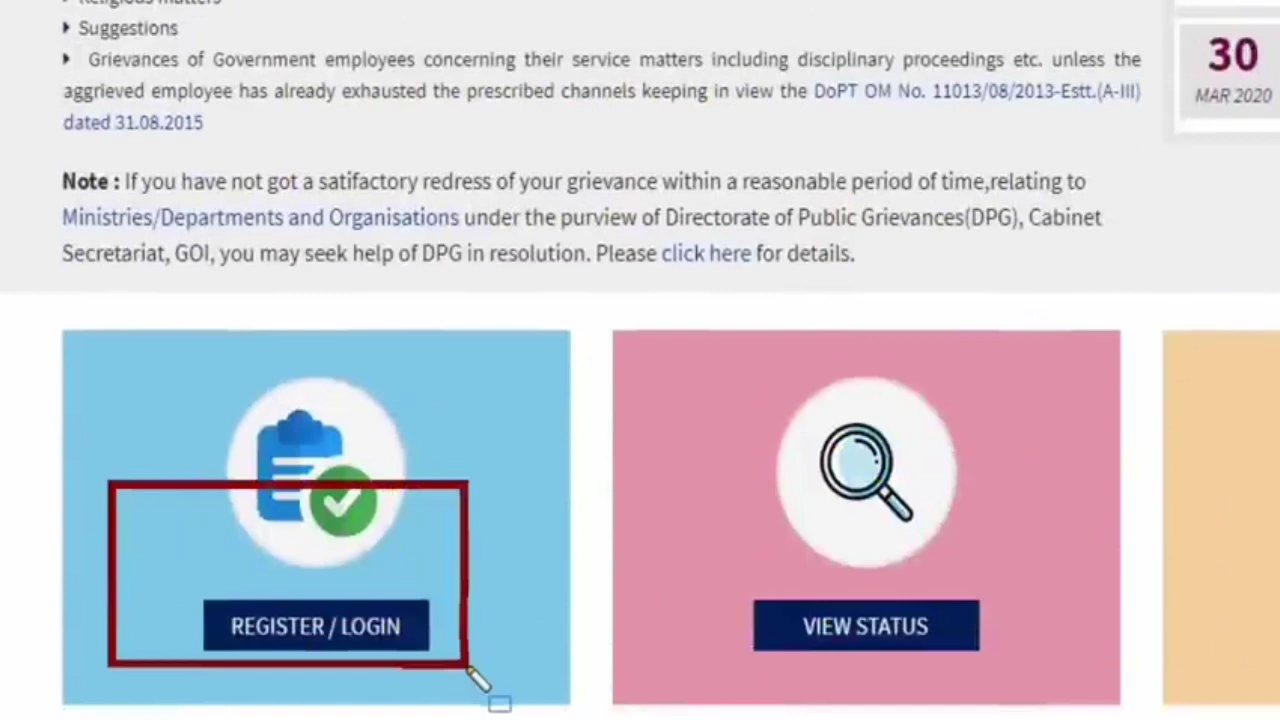 Religious matters
Suggestions
Grievances of Government employees concerning their service matters including disciplinary proceedings etc. unless the
aggrieved employee has already exhausted the prescribed channels keeping in view the DoPT OM No. 11013/08/2013-Estt.(A-III)
dated 31.08.2015
30
MAR 2020
Note : If you have not got a satifactory redress of your grievance within a reasonable period of time,relating to
Ministries/Departments and Organisations under the purview of Directorate of Public Grievances(DPG), Cabinet
Secretariat, GOI, you may seek help of DPG in resolution. Please click here for details.
REGISTER / LOGIN
VIEW STATUS